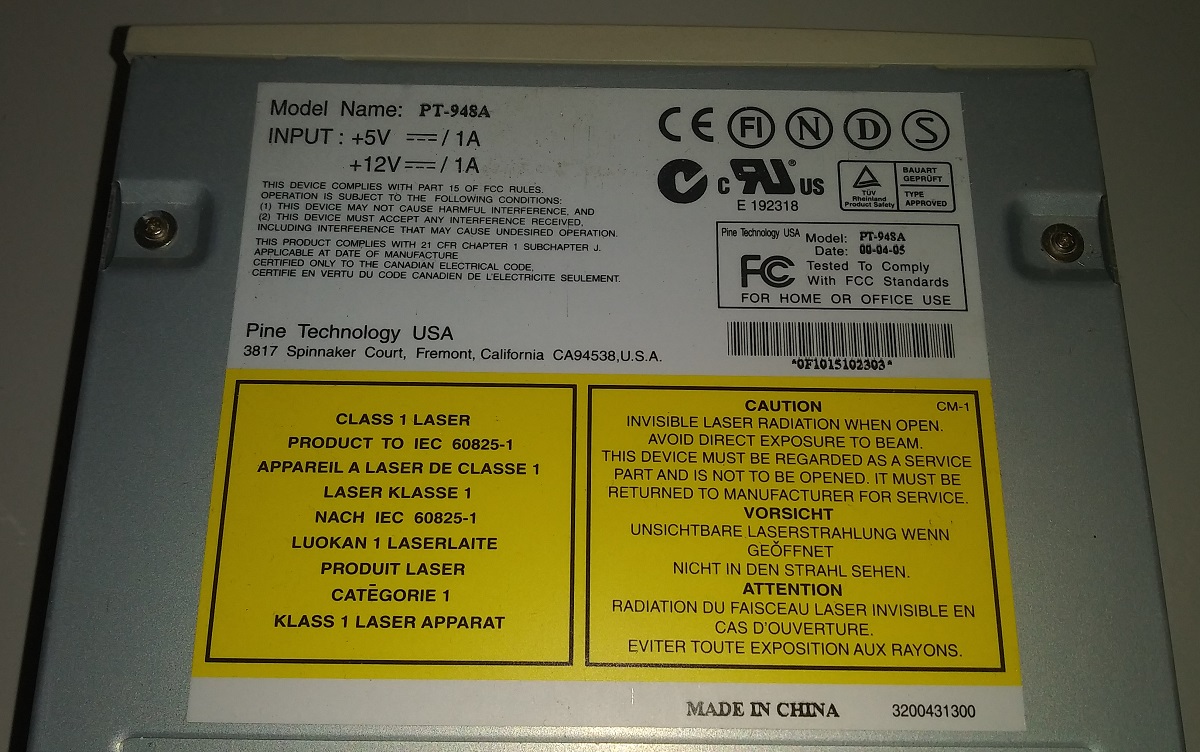 Model Name: PT-948A
INPUT : +5V ⎓ / 1A
+12V ⎓ / 1A
THIS DEVICE COMPLIES WITH PART 15 OF FCC RULES.
OPERATION IS SUBJECT TO THE FOLLOWING CONDITIONS:
(1) THIS DEVICE MAY NOT CAUSE HARMFUL INTERFERENCE, AND
(2) THIS DEVICE MUST ACCEPT ANY INTERFERENCE RECEIVED,
INCLUDING INTERFERENCE THAT MAY CAUSE UNDESIRED OPERATION.
THIS PRODUCT COMPLIES WITH 21 CFR CHAPTER 1 SUBCHAPTER J.
APPLICABLE AT DATE OF MANUFACTURE
CERTIFIED ONLY TO THE CANADIAN ELECTRICAL CODE.
CERTIFIE EN VERTU DU CODE CANADIEN DE L'ELECTRICITE SEULEMENT.
Pine Technology USA
3817 Spinnaker Court, Fremont, California CA94538,U.S.A.
CE FI N D S
C RU ® US
E 192318
TÜV
Rheinland
Product Safety
BAUART
GEPRÜFT
TYPE
APPROVED
Pine Technology USA
Model: PT-948A
Date: 00-04-05
FC Tested To Comply
With FCC Standards
FOR HOME OR OFFICE USE
*0F1015102303*
CLASS 1 LASER
PRODUCT TO IEC 60825-1
APPAREIL A LASER DE CLASSE 1
LASER KLASSE 1
NACH IEC 60825-1
LUOKAN 1 LASERLAITE
PRODUIT LASER
CATĒGORIE 1
KLASS 1 LASER APPARAT
CAUTION CM-1
INVISIBLE LASER RADIATION WHEN OPEN.
AVOID DIRECT EXPOSURE TO BEAM.
THIS DEVICE MUST BE REGARDED AS A SERVICE
PART AND IS NOT TO BE OPENED. IT MUST BE
RETURNED TO MANUFACTURER FOR SERVICE.
VORSICHT
UNSICHTBARE LASERSTRAHLUNG WENN
GEǑFFNET
NICHT IN DEN STRAHL SEHEN.
ATTENTION
RADIATION DU FAISCEAU LASER INVISIBLE EN
CAS D'OUVERTURE.
EVITER TOUTE EXPOSITION AUX RAYONS.
MADE IN CHINA 3200431300